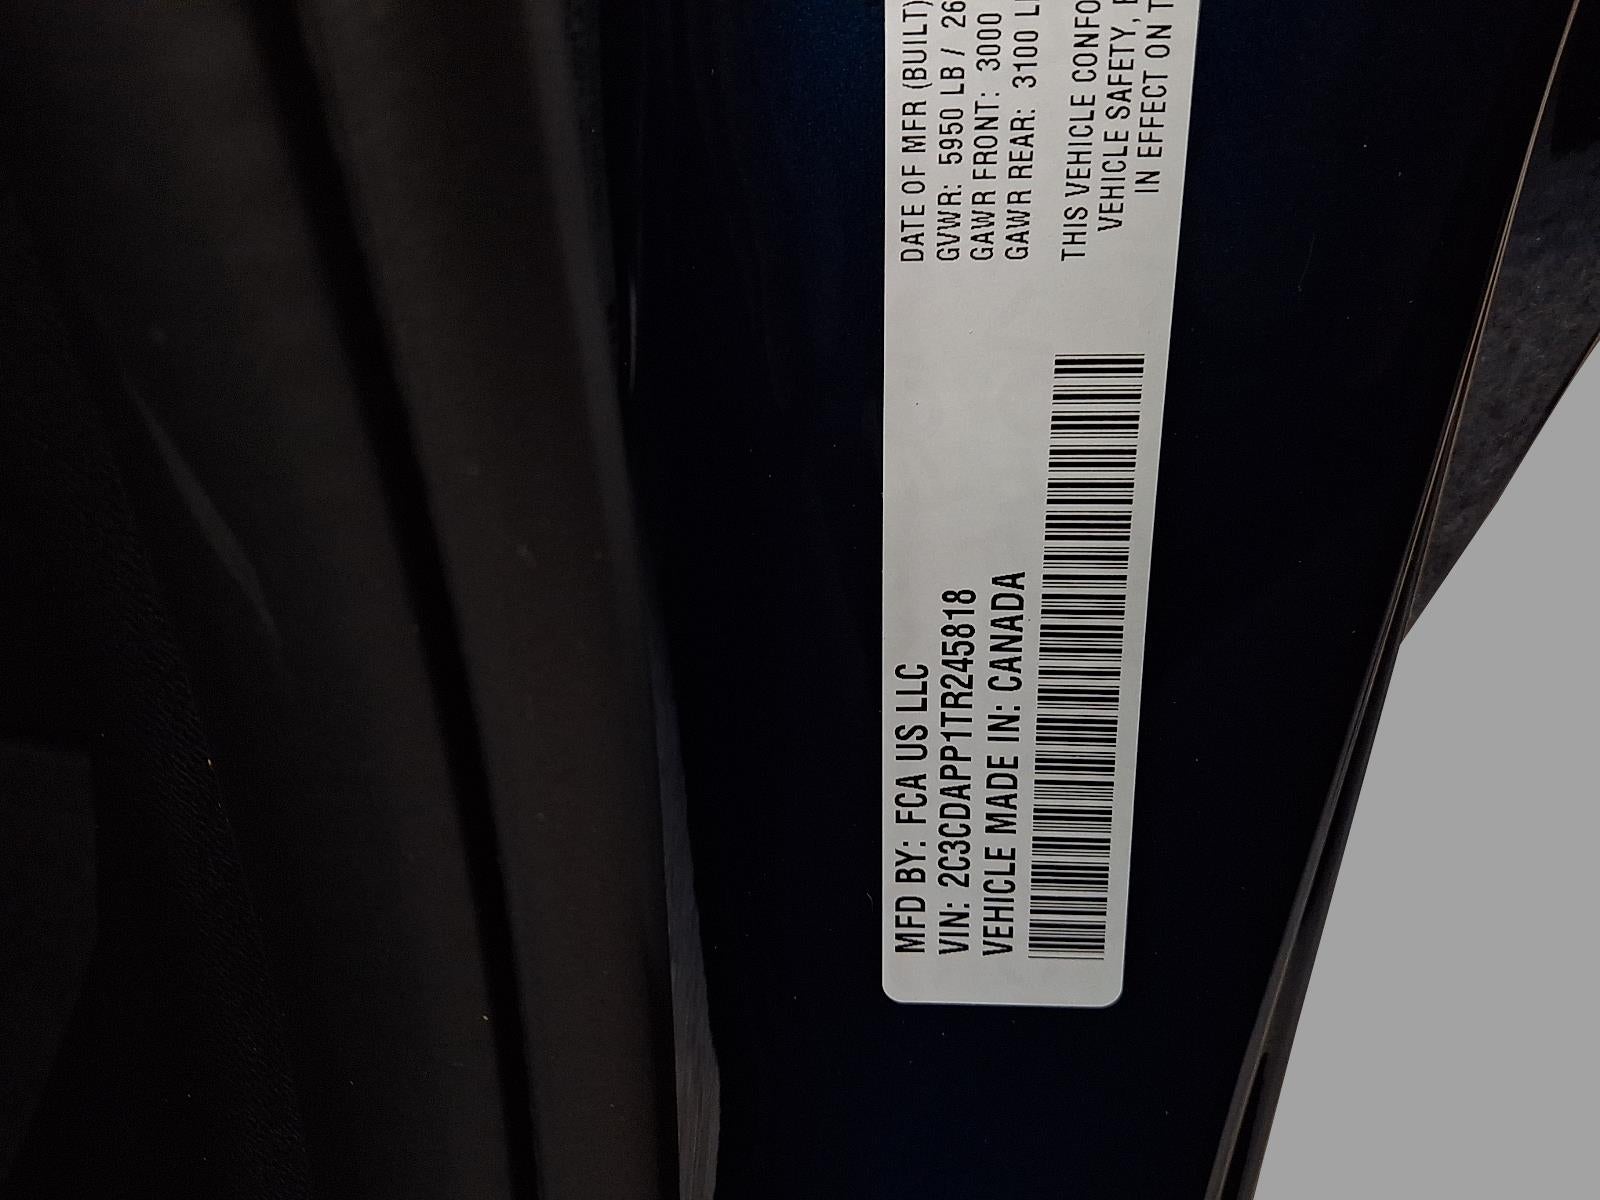 MFD BY: FCA US LLC
VIN: 2C3CDAPP1TR245818
VEHICLE MADE IN: CANADA
DATE OF MFR (BUILT)
GVWR: 5950 LB / 26
GAWR FRONT: 3000
GAWR REAR: 3100
THIS VEHICLE CONFO
VEHICLE SAFETY,
IN EFFECT ON T